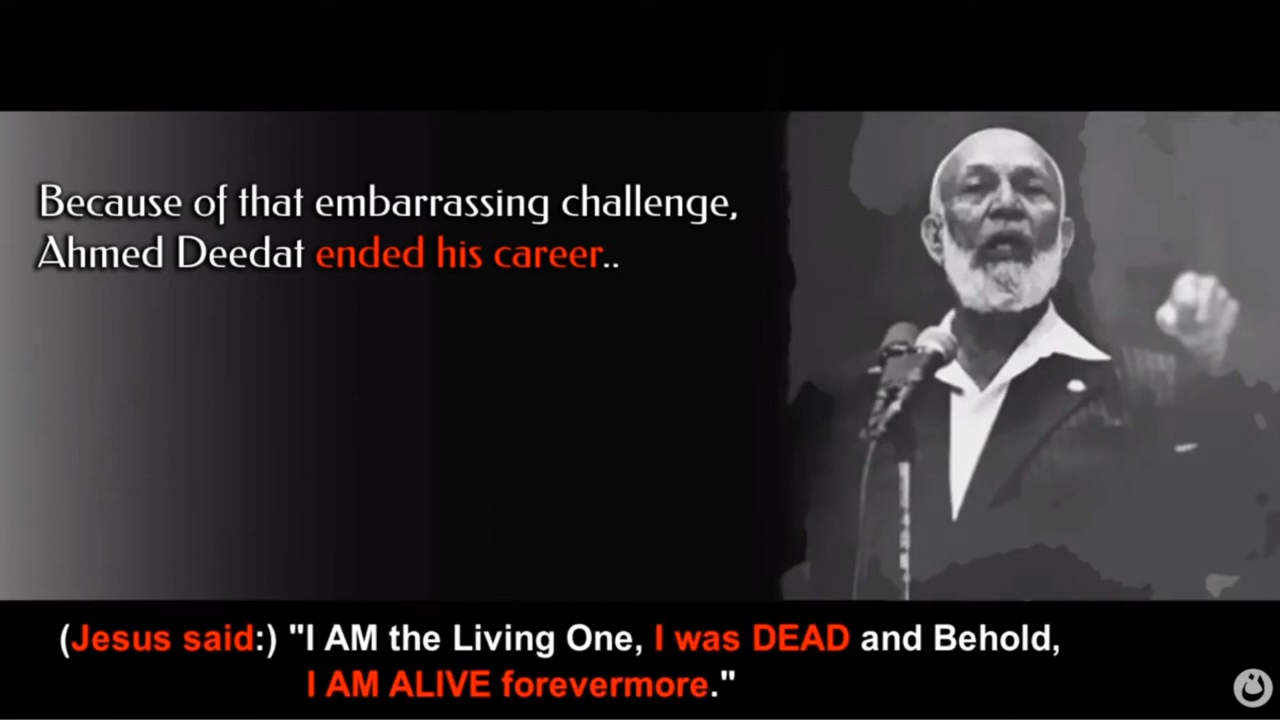 Because of that embarrassing challenge,
Ahmed Deedat ended his career..
(Jesus said:) "I AM the Living One, I was DEAD and Behold,
I AM ALIVE forevermore."
ن